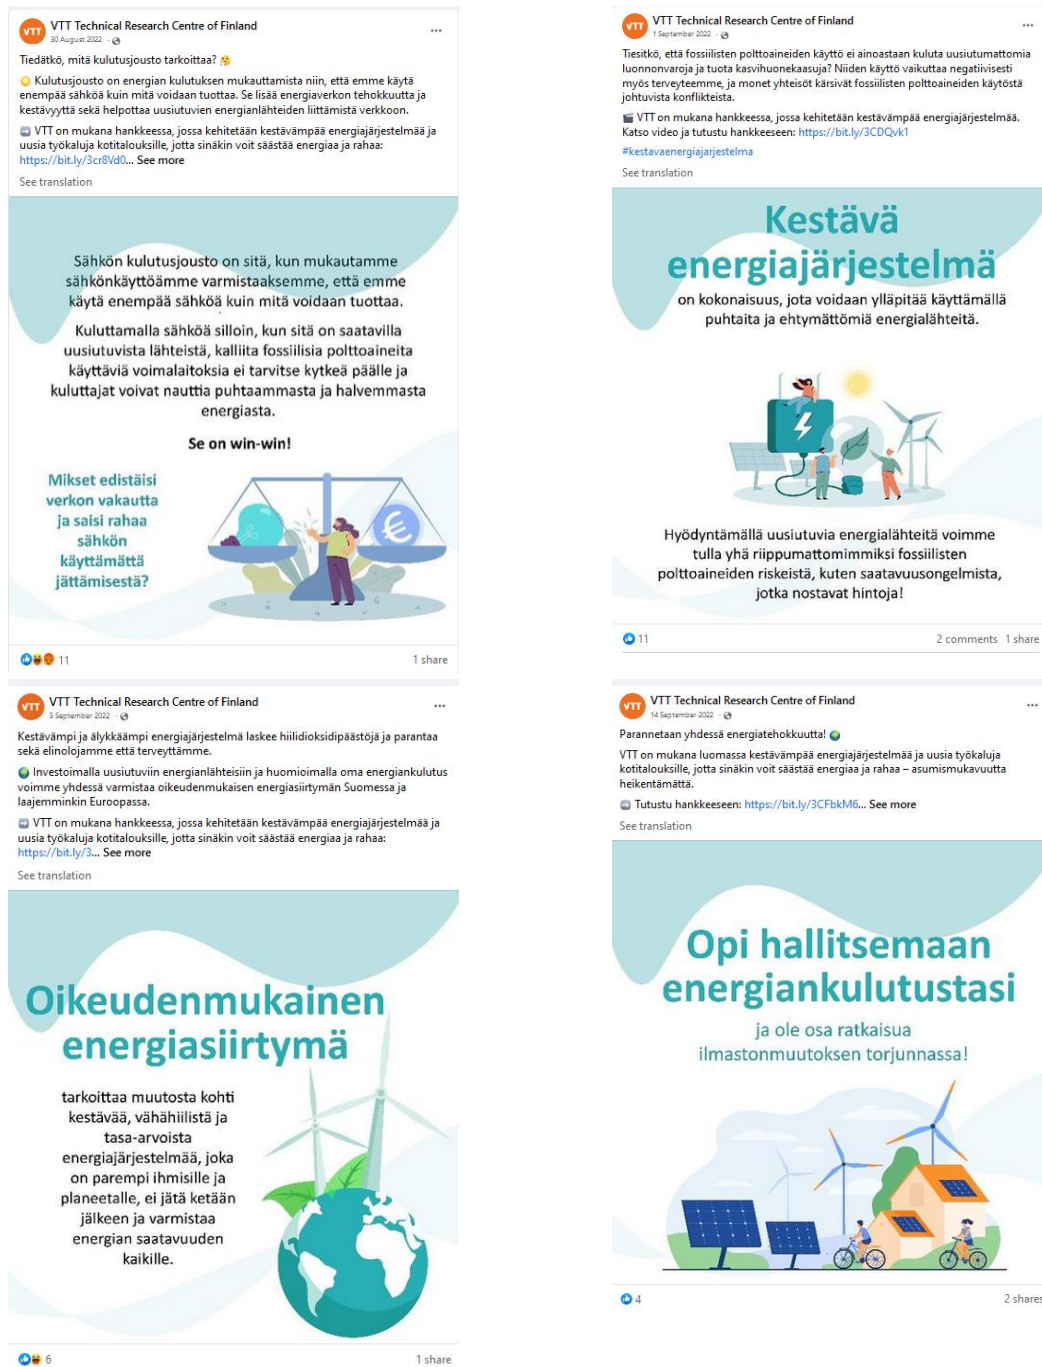 VTT Technical Research Centre of Finland
30 August 2022
Tiedätkö, mitä kulutusjousto tarkoittaa?
Kulutusjousto on energian kulutuksen mukauttamista niin, että emme käytä
enempää sähköä kuin mitä voidaan tuottaa. Se lisää energiaverkon tehokkuutta ja
kestävyyttä sekä helpottaa uusiutuvien energianlähteiden liittämistä verkkoon.
VTT on mukana hankkeessa, jossa kehitetään kestävämpää energiajärjestelmää ja
uusia työkaluja kotitalouksille, jotta sinäkin voit säästää energiaa ja rahaa:
https://bit.ly/3cr8Vd0... See more
See translation
Sähkön kulutusjousto on sitä, kun mukautamme
sähkönkäyttöämme varmistaaksemme, että emme
käytä enempää sähköä kuin mitä voidaan tuottaa.
Kuluttamalla sähköä silloin, kun sitä on saatavilla
uusiutuvista lähteistä, kalliita fossiilisia polttoaineita
käyttäviä voimalaitoksia ei tarvitse kytkeä päälle ja
kuluttajat voivat nauttia puhtaammasta ja halvemmasta
energiasta.
Se on win-win!
Mikset edistäisi
verkon vakautta
ja saisi rahaa
sähkön
käyttämättä
jättämisestä?
€
11
1 share
VTT Technical Research Centre of Finland
1 September 2022
Tiesitkö, että fossiilisten polttoaineiden käyttö ei ainoastaan kuluta uusiutumattomia
luonnonvaroja ja tuota kasvihuonekaasuja? Niiden käyttö vaikuttaa negatiivisesti
myös terveyteemme, ja monet yhteisöt kärsivät fossiilisten polttoaineiden käytöstä
johtuvista konflikteista.
VTT on mukana hankkeessa, jossa kehitetään kestävämpää energiajärjestelmää.
Katso video ja tutustu hankkeeseen: https://bit.ly/3CDQvk1
#kestavaenergiajarjestelma
See translation
Kestävä
energiajärjestelmä
on kokonaisuus, jota voidaan ylläpitää käyttämällä
puhtaita ja ehtymättömiä energialähteitä.
Hyödyntämällä uusiutuvia energialähteitä voimme
tulla yhä riippumattomimmiksi fossiilisten
polttoaineiden riskeistä, kuten saatavuusongelmista,
jotka nostavat hintoja!
11
2 comments 1 share
VTT Technical Research Centre of Finland
5 September 2022
Kestävämpi ja älykkäämpi energiajärjestelmä laskee hiilidioksidipäästöjä ja parantaa
sekä elinolojamme että terveyttämme.
Investoimalla uusiutuviin energianlähteisiin ja huomioimalla oma energiankulutus
voimme yhdessä varmistaa oikeudenmukaisen energiasiirtymän Suomessa ja
laajemminkin Euroopassa.
VTT on mukana hankkeessa, jossa kehitetään kestävämpää energiajärjestelmää ja
uusia työkaluja kotitalouksille, jotta sinäkin voit säästää energiaa ja rahaa:
https://bit.ly/3... See more
See translation
Oikeudenmukainen
energiasiirtymä
tarkoittaa muutosta kohti
kestävää, vähähiilistä ja
tasa-arvoista
energiajärjestelmää, joka
on parempi ihmisille ja
planeetalle, ei jätä ketään
jälkeen ja varmistaa
energian saatavuuden
kaikille.
6
1 share
VTT Technical Research Centre of Finland
14 September 2022
Parannetaan yhdessä energiatehokkuutta!
VTT on mukana luomassa kestävämpää energiajärjestelmää ja uusia työkaluja
kotitalouksille, jotta sinäkin voit säästää energiaa ja rahaa – asumismukavuutta
heikentämättä.
Tutustu hankkeeseen: https://bit.ly/3CFbkM6... See more
See translation
Opi hallitsemaan
energiankulutustasi
ja ole osa ratkaisua
ilmastonmuutoksen torjunnassa!
4
2 shares